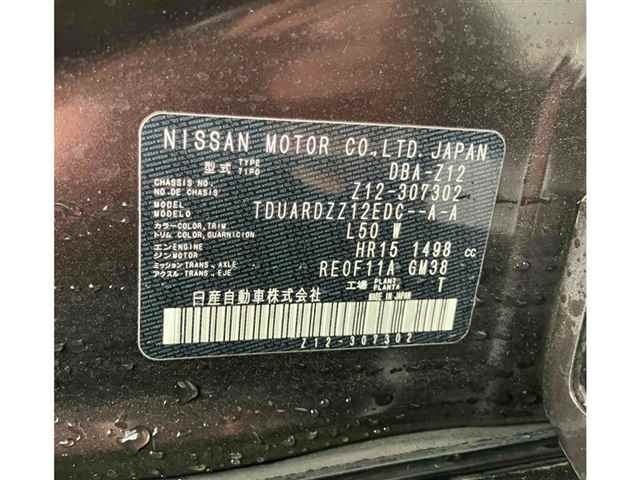 NISSAN MOTOR CO.,LTD.JAPAN
型式 TYPE TIPO DBA-Z12
CHASSIS NO. NO.DE CHASIS Z12-307302
MODEL MODELO TDUARDZZ12EDC--A-A
カラー COLOR,TRIM トリム COLOR,GUARNICION L50 W
エンジン ENGINE MOTOR HR15 1498 CC
ミッション TRANS.,AXLE アクスル TRANS.,EJE RE0F11A GM38
工場 PLANT PLANTA T
日産自動車株式会社 MADE IN JAPAN
Z12-307302